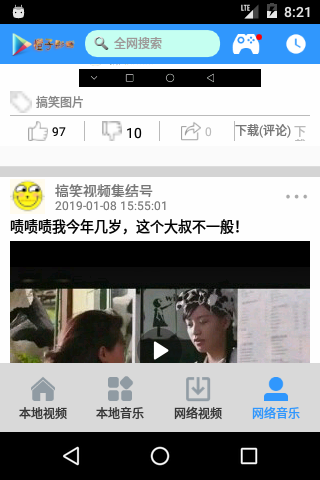 LTE 8:21
全网搜索
搞笑图片
97
10
0
下载(评论)
搞笑视频集结号
2019-01-08 15:55:01
啧啧啧我今年几岁，这个大叔不一般！
本地视频
本地音乐
网络视频
网络音乐